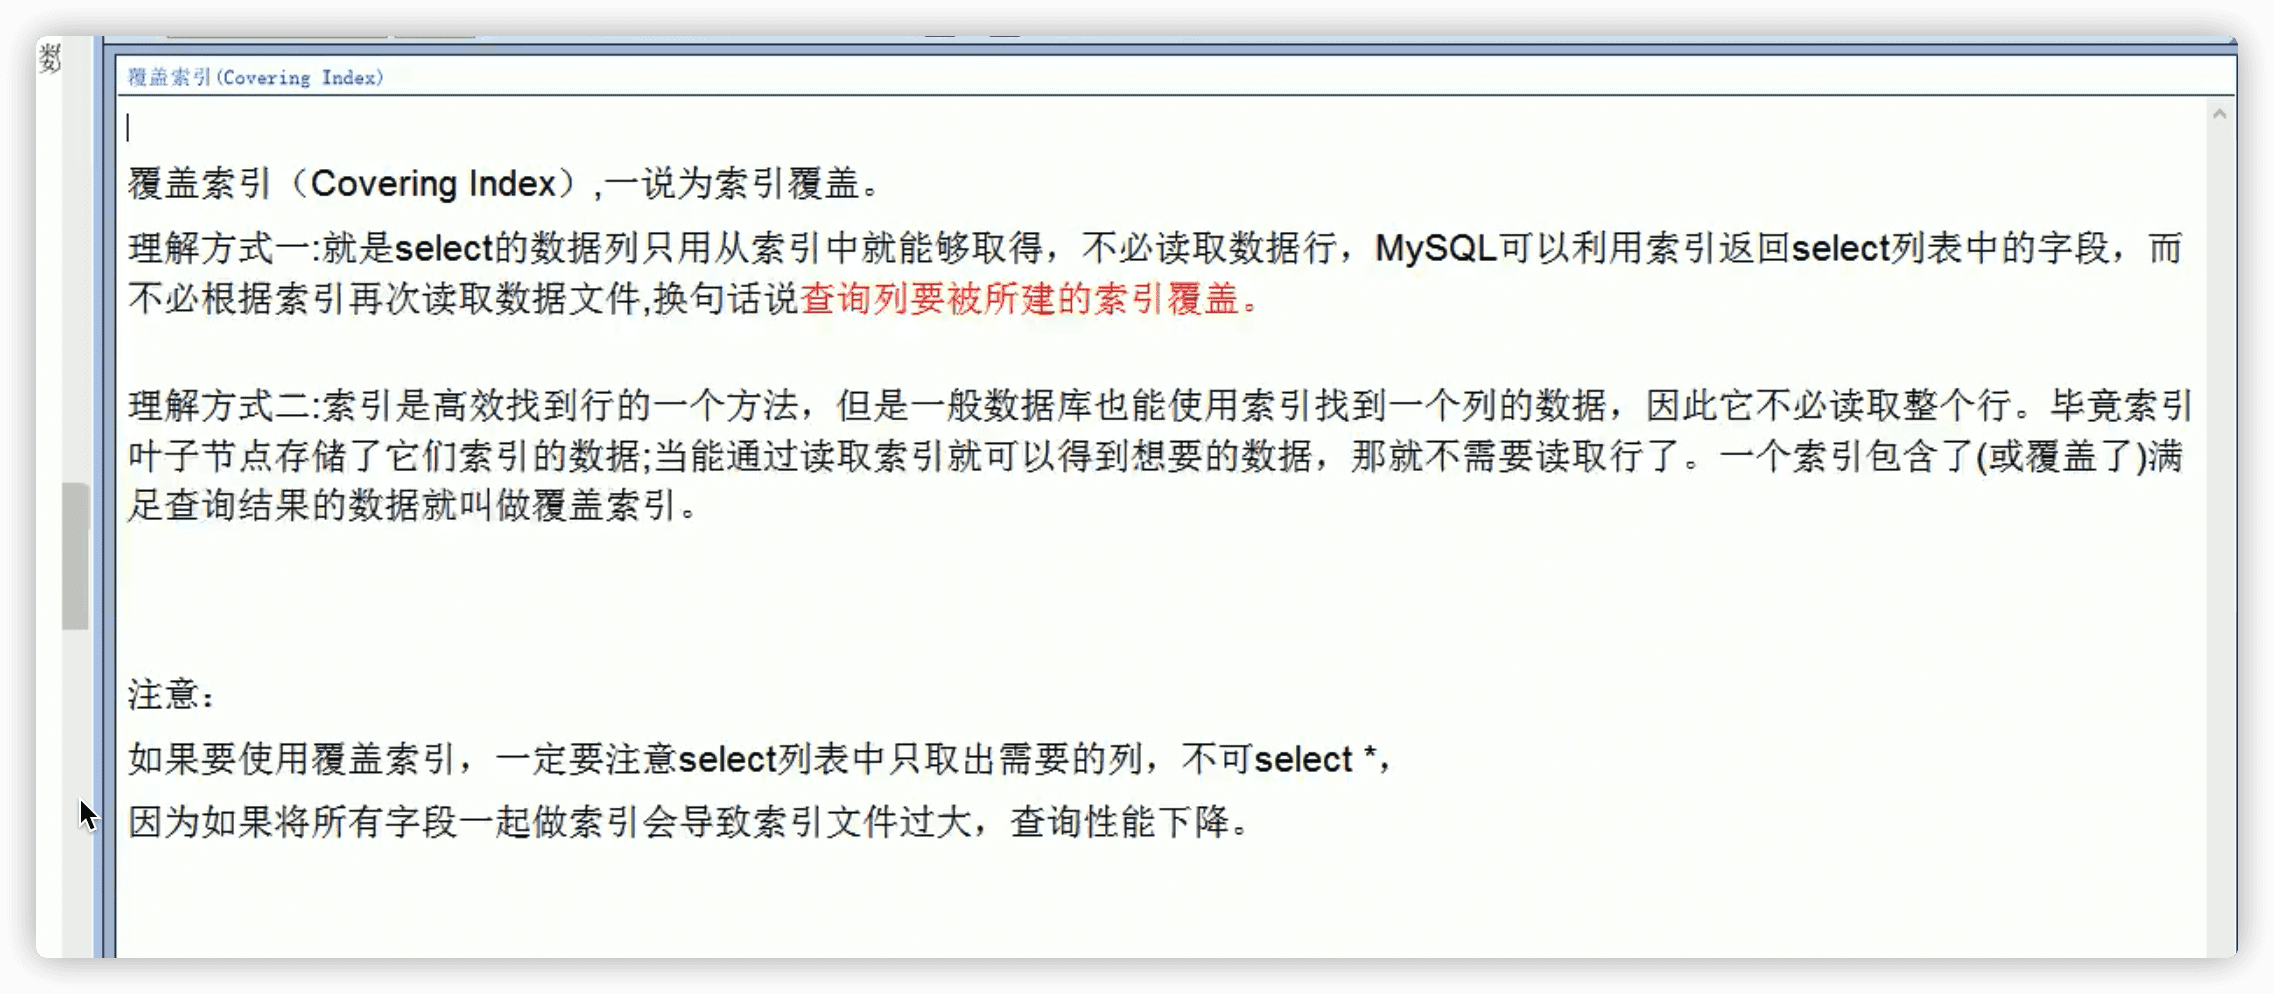 数
覆盖索引(Covering Index)
覆盖索引（Covering Index）,一说为索引覆盖。
理解方式一:就是select的数据列只用从索引中就能够取得，不必读取数据行，MySQL可以利用索引返回select列表中的字段，而
不必根据索引再次读取数据文件,换句话说查询列要被所建的索引覆盖。
理解方式二:索引是高效找到行的一个方法，但是一般数据库也能使用索引找到一个列的数据，因此它不必读取整个行。毕竟索引
叶子节点存储了它们索引的数据;当能通过读取索引就可以得到想要的数据，那就不需要读取行了。一个索引包含了(或覆盖了)满
足查询结果的数据就叫做覆盖索引。
注意：
如果要使用覆盖索引，一定要注意select列表中只取出需要的列，不可select *，
因为如果将所有字段一起做索引会导致索引文件过大，查询性能下降。